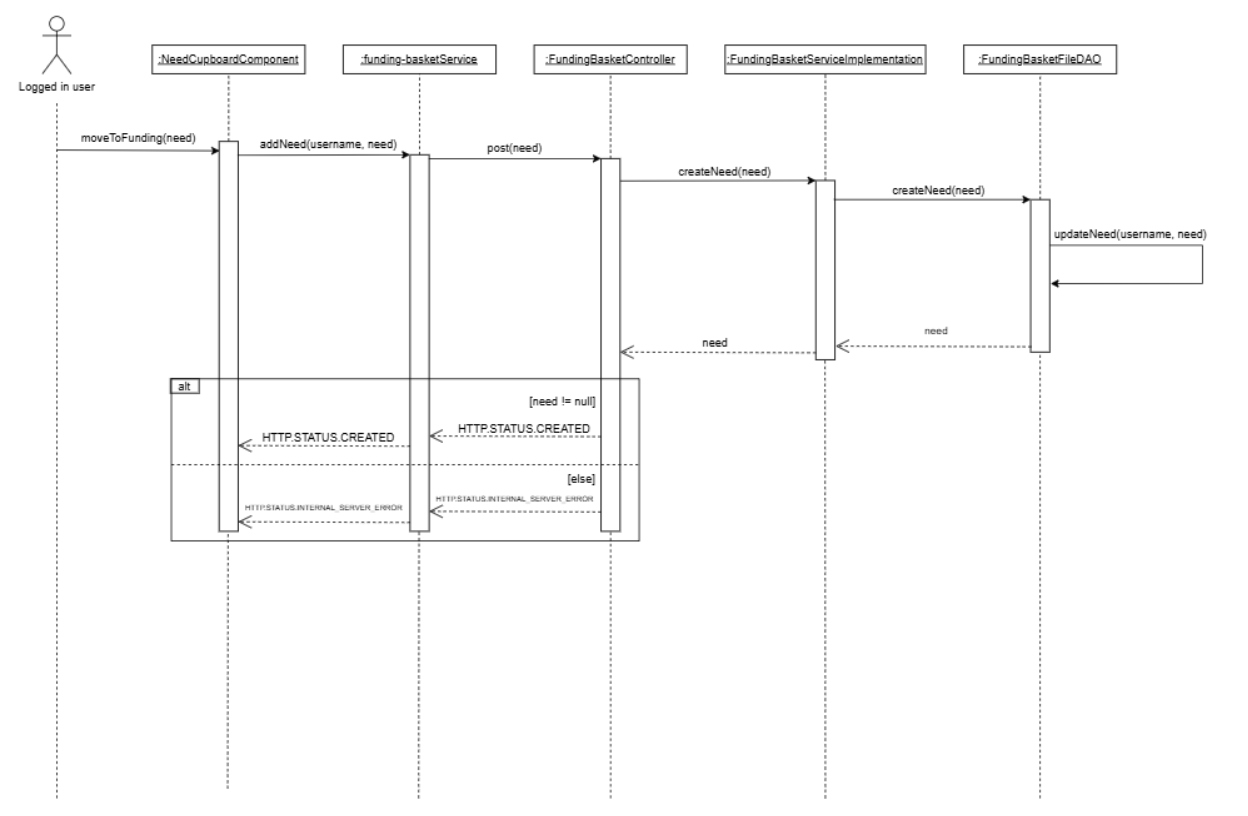 Logged in user
:NeedCupboardComponent
:funding-basketService
:FundingBasketController
:FundingBasketServiceImplementation
:FundingBasketFileDAO
moveToFunding(need)
addNeed(username, need)
post(need)
createNeed(need)
createNeed(need)
updateNeed(username, need)
need
need
alt
[need != null]
HTTP.STATUS.CREATED
HTTP.STATUS.CREATED
[else]
HTTP.STATUS.INTERNAL_SERVER_ERROR
HTTP.STATUS.INTERNAL_SERVER_ERROR